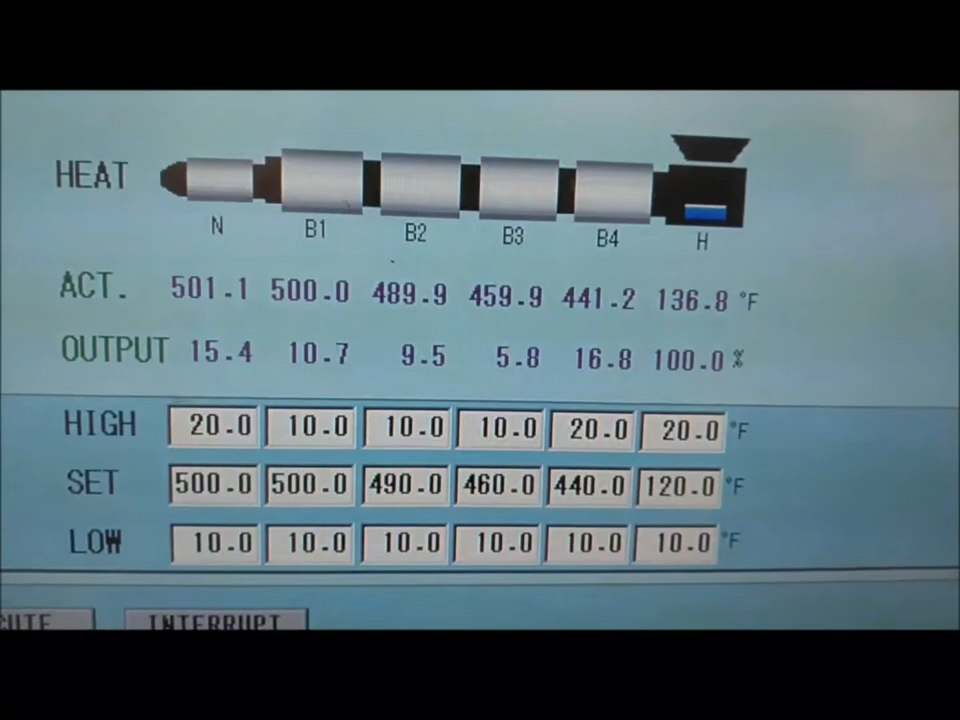 HEAT
N B1 B2 B3 B4 H
ACT. 501.1 500.0 489.9 459.9 441.2 136.8 °F
OUTPUT 15.4 10.7 9.5 5.8 16.8 100.0 %
HIGH 20.0 10.0 10.0 10.0 20.0 20.0 °F
SET 500.0 500.0 490.0 460.0 440.0 120.0 °F
LOW 10.0 10.0 10.0 10.0 10.0 10.0 °F
CUTE INTERRUPT